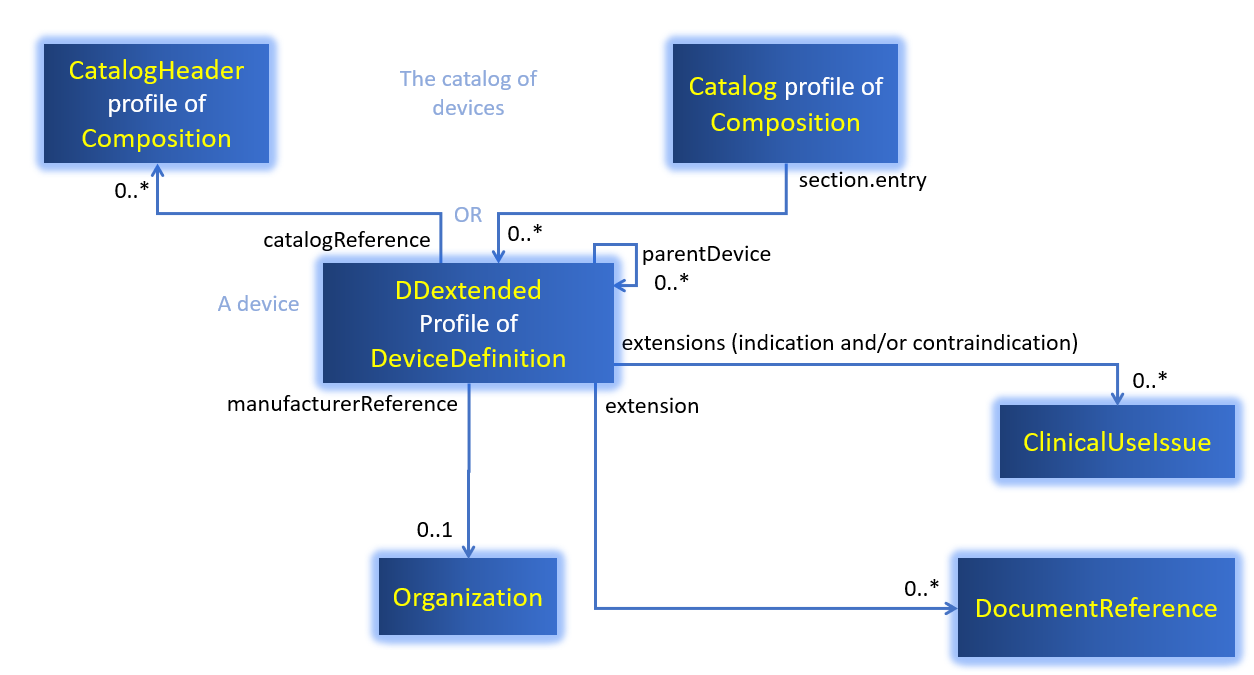 CatalogHeader
profile of
Composition
The catalog of
devices
Catalog profile of
Composition
0..*
section.entry
OR
catalogReference
0..*
parentDevice
0..*
A device
DDextended
Profile of
DeviceDefinition
extensions (indication and/or contraindication)
0..*
manufacturerReference
extension
ClinicalUseIssue
0..1
Organization
0..*
DocumentReference